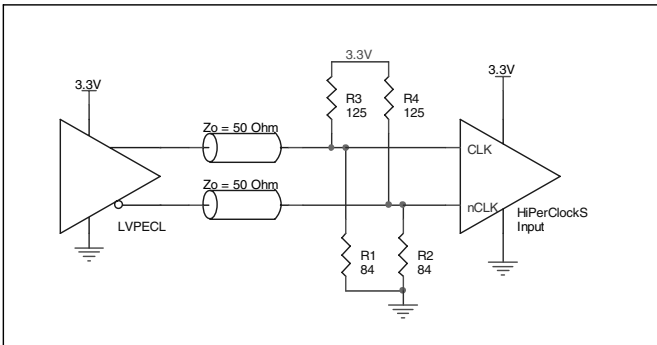 3.3V
3.3V
3.3V
R3
125
R4
125
Zo = 50 Ohm
CLK
Zo = 50 Ohm
nCLK
LVPECL
HiPerClockS
Input
R1
84
R2
84